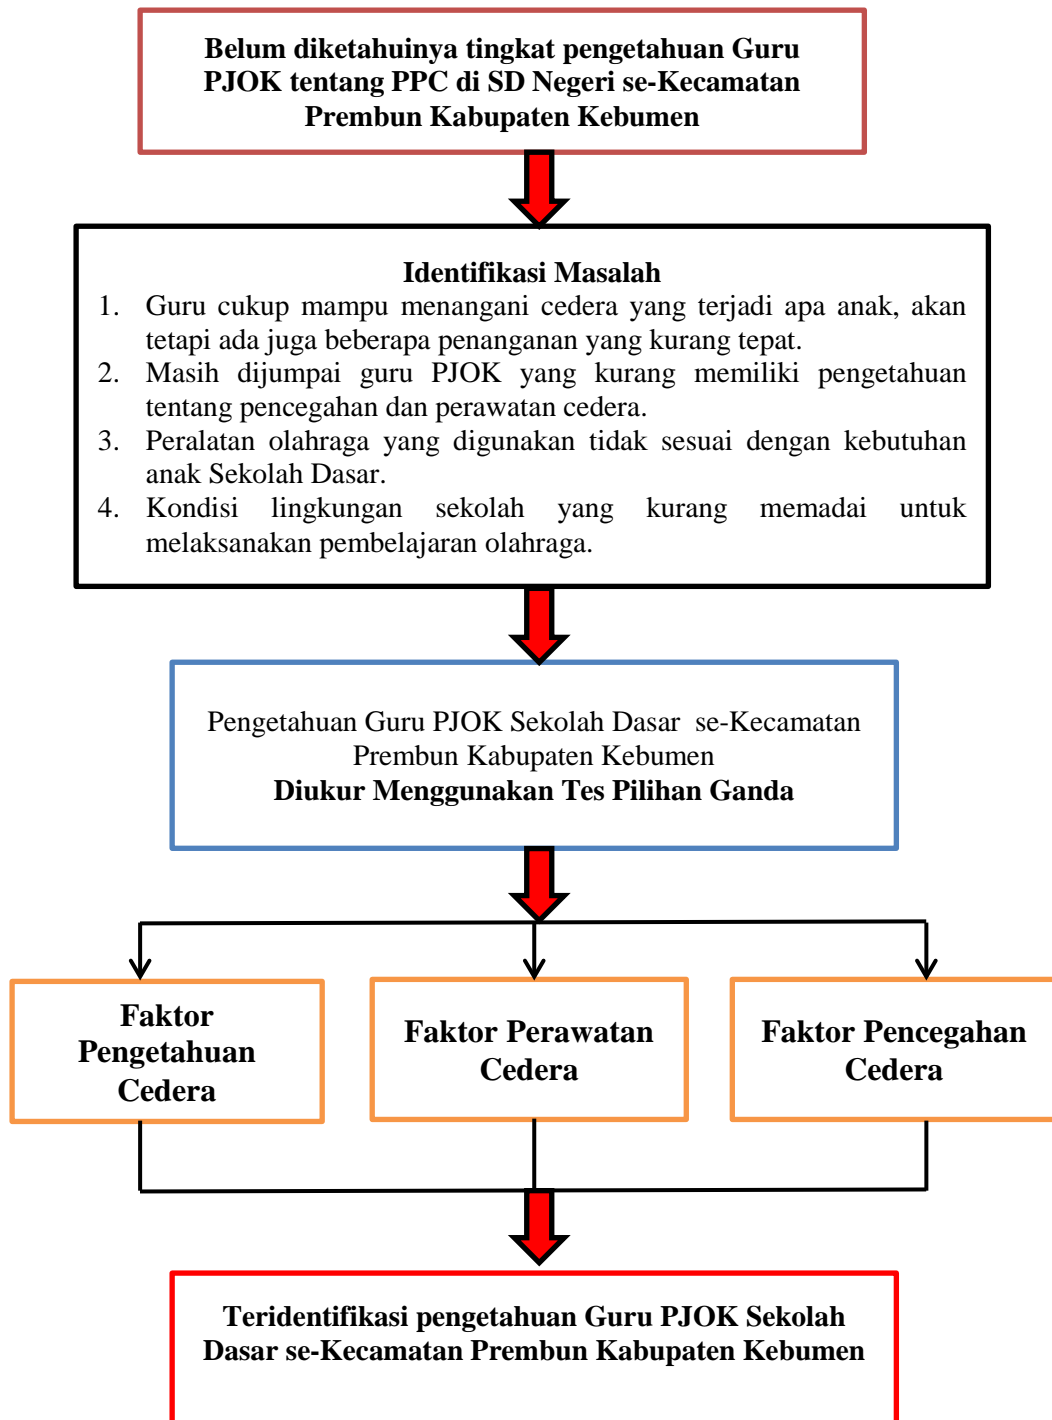 Belum diketahuinya tingkat pengetahuan Guru
PJOK tentang PPC di SD Negeri se-Kecamatan
Prembun Kabupaten Kebumen
Identifikasi Masalah
1. Guru cukup mampu menangani cedera yang terjadi apa anak, akan
tetapi ada juga beberapa penanganan yang kurang tepat.
2. Masih dijumpai guru PJOK yang kurang memiliki pengetahuan
tentang pencegahan dan perawatan cedera.
3. Peralatan olahraga yang digunakan tidak sesuai dengan kebutuhan
anak Sekolah Dasar.
4. Kondisi lingkungan sekolah yang kurang memadai untuk
melaksanakan pembelajaran olahraga.
Pengetahuan Guru PJOK Sekolah Dasar se-Kecamatan
Prembun Kabupaten Kebumen
Diukur Menggunakan Tes Pilihan Ganda
Faktor
Pengetahuan
Cedera
Faktor Perawatan
Cedera
Faktor Pencegahan
Cedera
Teridentifikasi pengetahuan Guru PJOK Sekolah
Dasar se-Kecamatan Prembun Kabupaten Kebumen